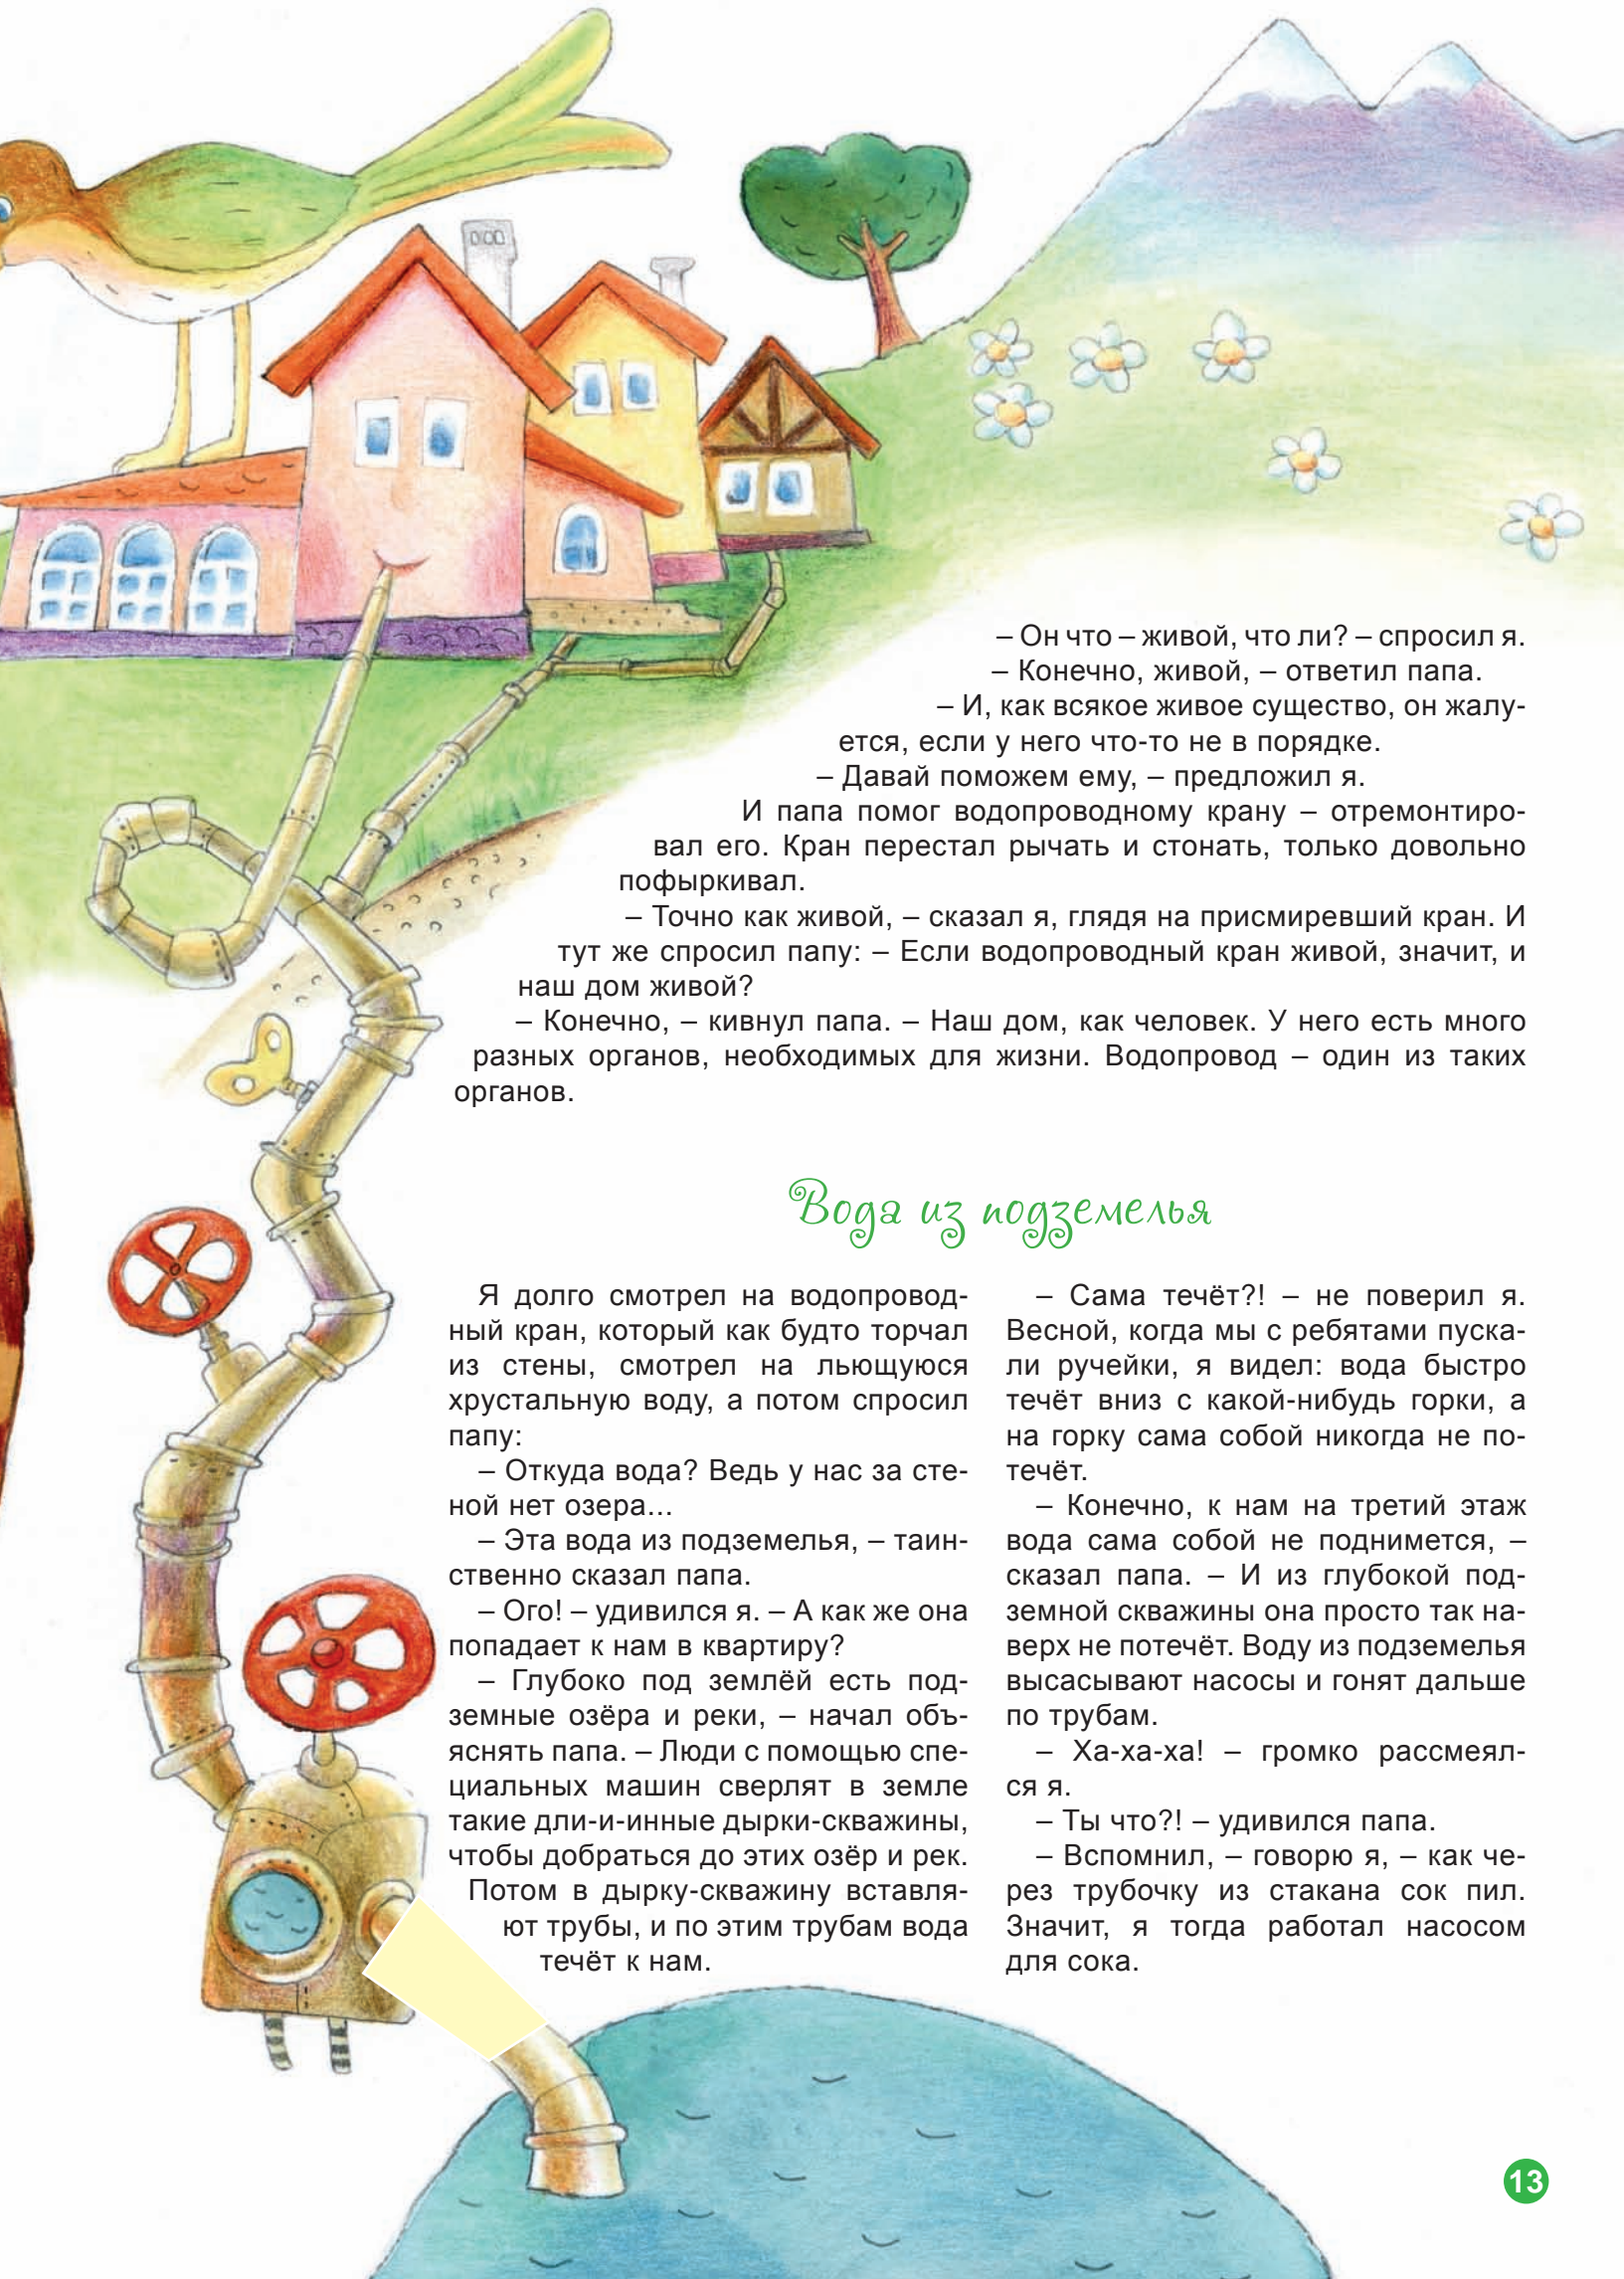 – Он что – живой, что ли? – спросил я.
– Конечно, живой, – ответил папа.
– И, как всякое живое существо, он жалу-
ется, если у него что-то не в порядке.
– Давай поможем ему, – предложил я.
И папа помог водопроводному крану – отремонтиро-
вал его. Кран перестал рычать и стонать, только довольно
пофыркивал.
– Точно как живой, – сказал я, глядя на присмиревший кран. И
тут же спросил папу: – Если водопроводный кран живой, значит, и
наш дом живой?
– Конечно, – кивнул папа. – Наш дом, как человек. У него есть много
разных органов, необходимых для жизни. Водопровод – один из таких
органов.
Вода из подземелья
Я долго смотрел на водопровод-
ный кран, который как будто торчал
из стены, смотрел на льющуюся
хрустальную воду, а потом спросил
папу:
– Откуда вода? Ведь у нас за сте-
ной нет озера...
– Эта вода из подземелья, – таин-
ственно сказал папа.
– Ого! – удивился я. – А как же она
попадает к нам в квартиру?
– Глубоко под землёй есть под-
земные озёра и реки, – начал объ-
яснять папа. – Люди с помощью спе-
циальных машин сверлят в земле
такие дли-и-инные дырки-скважины,
чтобы добраться до этих озёр и рек.
Потом в дырку-скважину вставля-
ют трубы, и по этим трубам вода
течёт к нам.
– Сама течёт?! – не поверил я.
Весной, когда мы с ребятами пуска-
ли ручейки, я видел: вода быстро
течёт вниз с какой-нибудь горки, а
на горку сама собой никогда не по-
течёт.
– Конечно, к нам на третий этаж
вода сама собой не поднимется, –
сказал папа. – И из глубокой под-
земной скважины она просто так на-
верх не потечёт. Воду из подземелья
высасывают насосы и гонят дальше
по трубам.
– Ха-ха-ха! – громко рассмеял-
ся я.
– Ты что?! – удивился папа.
– Вспомнил, – говорю я, – как че-
рез трубочку из стакана сок пил.
Значит, я тогда работал насосом
для сока.
13